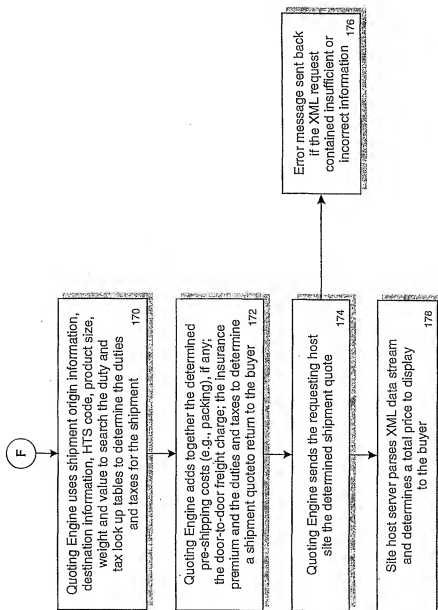 F
Quoting Engine uses shipment origin information,
destination information, HTS code, product size,
weight and value to search the duty and
tax look up tables to determine the duties
and taxes for the shipment
170
Quoting Engine adds together the determined
pre-shipping costs (e.g., packing), if any;
the door-to-door freight charge; the insurance
premium and the duties and taxes to determine
a shipment quoteto return to the buyer
172
Quoting Engine sends the requesting host
site the determined shipment quote
174
Error message sent back
if the XML request
contained insufficient or
incorrect information
176
Site host server parses XML data stream
and determines a total price to display
to the buyer
178